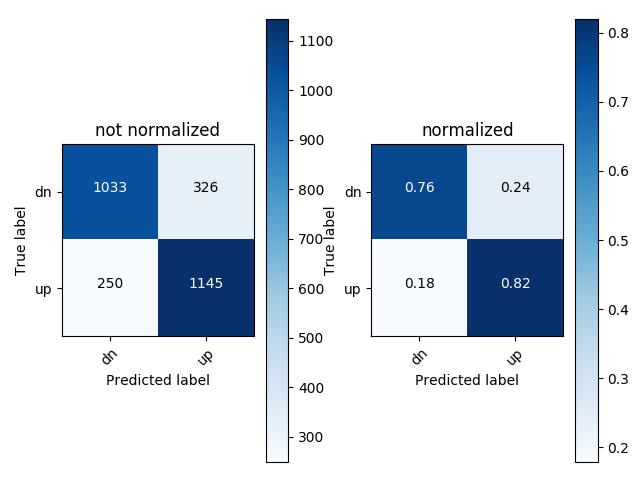 not normalized
True label
dn
up
1033 326
250 1145
dn up
Predicted label
1100
1000
900
800
700
600
500
400
300
normalized
True label
dn
up
0.76 0.24
0.18 0.82
dn up
Predicted label
0.8
0.7
0.6
0.5
0.4
0.3
0.2